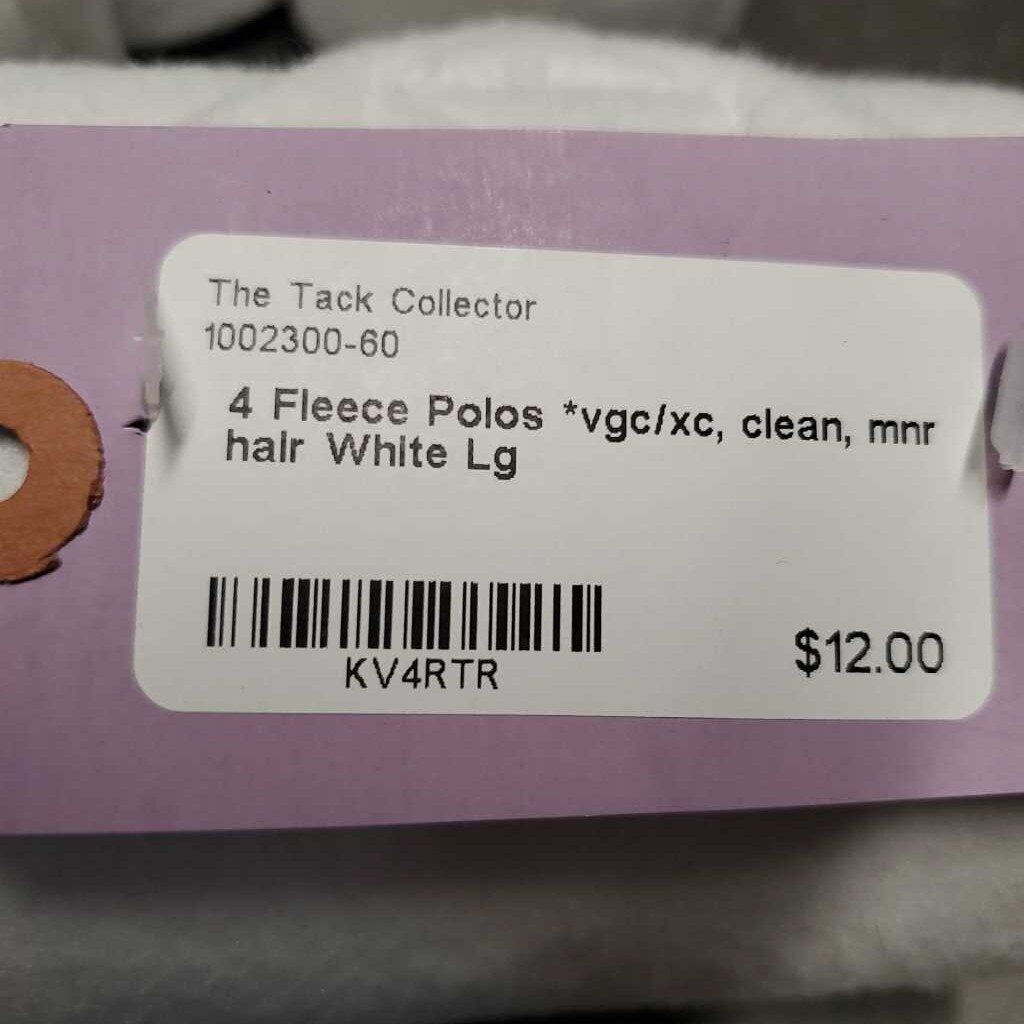 The Tack Collector
1002300-60
4 Fleece Polos *vgc/xc, clean, mnr
hair White Lg
KV4RTR
$12.00